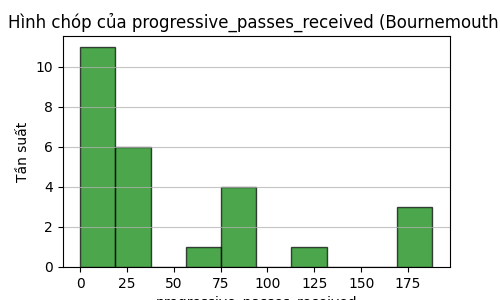 Hình chóp của progressive_passes_received (Bournemouth
Tần suất
10
8
6
4
2
0
0 25 50 75 100 125 150 175
progressive_passes_received